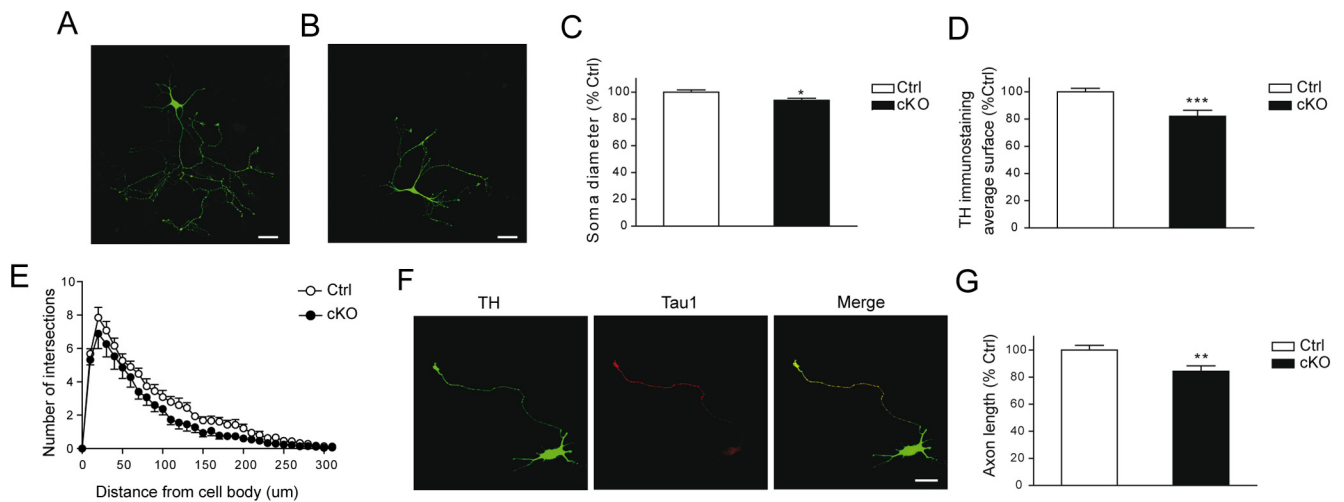 A
B
C
Soma diameter (% Ctrl)
100
80
60
40
20
0
*
Ctrl
cKO
D
TH immunostaining
average surface (%Ctrl)
100
80
60
40
20
0
***
Ctrl
cKO
E
Number of intersections
10
8
6
4
2
0
0 50 100 150 200 250 300
Distance from cell body (um)
Ctrl
cKO
F
TH Tau1 Merge
G
Axon length (% Ctrl)
100
80
60
40
20
0
**
Ctrl
cKO